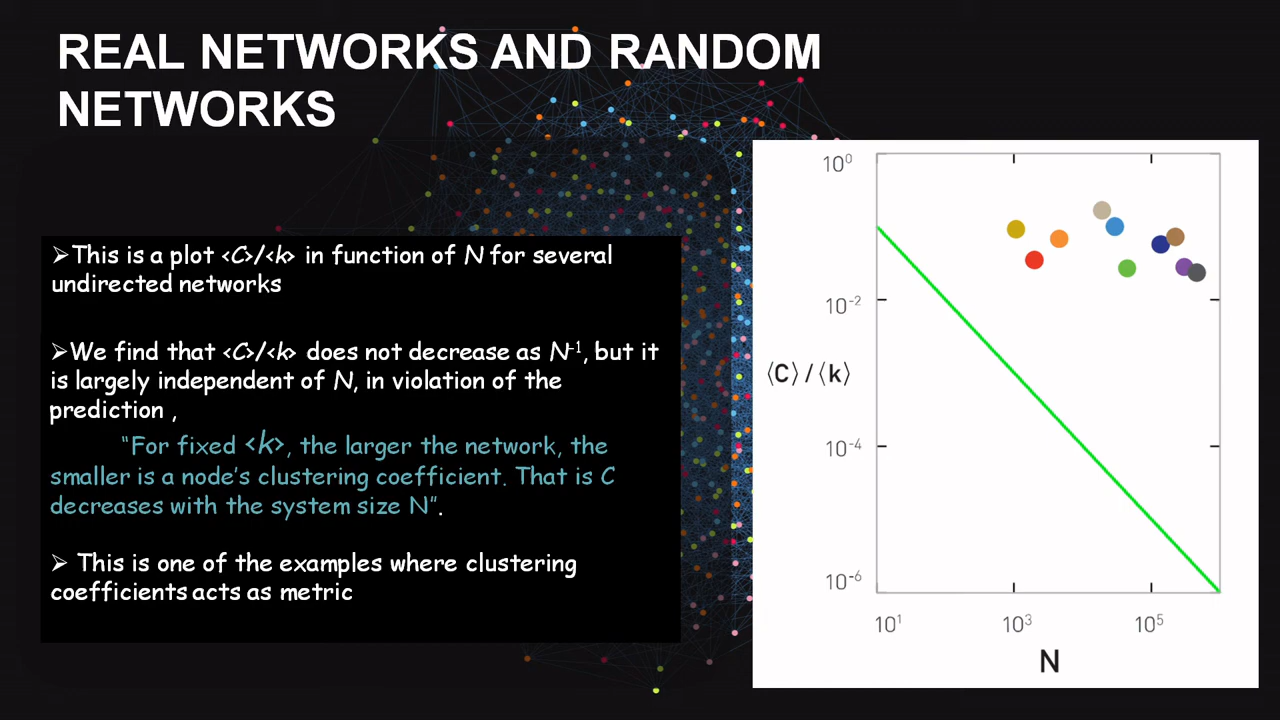 REAL NETWORKS AND RANDOM
NETWORKS
➢This is a plot <C>/<k> in function of N for several
undirected networks
➢We find that <C>/<k> does not decrease as N⁻¹, but it
is largely independent of N, in violation of the
prediction ,
“For fixed <k>, the larger the network, the
smaller is a node’s clustering coefficient. That is C
decreases with the system size N”.
➢ This is one of the examples where clustering
coefficients acts as metric
10⁰
10⁻²
⟨C⟩ / ⟨k⟩
10⁻⁴
10⁻⁶
10¹ 10³ 10⁵
N